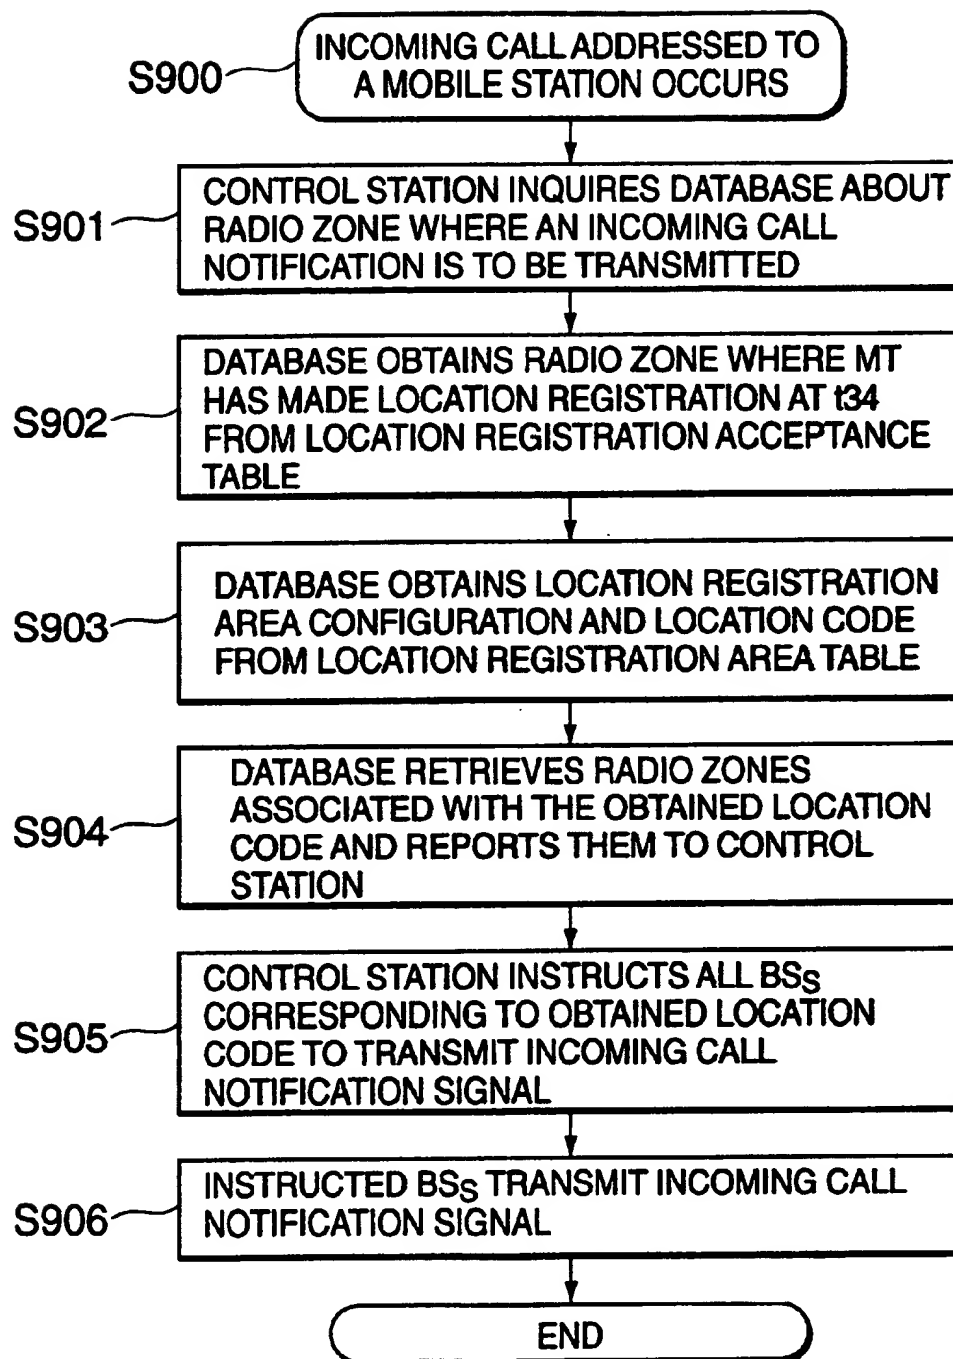 S900
INCOMING CALL ADDRESSED TO
A MOBILE STATION OCCURS
S901
CONTROL STATION INQUIRES DATABASE ABOUT
RADIO ZONE WHERE AN INCOMING CALL
NOTIFICATION IS TO BE TRANSMITTED
S902
DATABASE OBTAINS RADIO ZONE WHERE MT
HAS MADE LOCATION REGISTRATION AT t34
FROM LOCATION REGISTRATION ACCEPTANCE
TABLE
S903
DATABASE OBTAINS LOCATION REGISTRATION
AREA CONFIGURATION AND LOCATION CODE
FROM LOCATION REGISTRATION AREA TABLE
S904
DATABASE RETRIEVES RADIO ZONES
ASSOCIATED WITH THE OBTAINED LOCATION
CODE AND REPORTS THEM TO CONTROL
STATION
S905
CONTROL STATION INSTRUCTS ALL BSS
CORRESPONDING TO OBTAINED LOCATION
CODE TO TRANSMIT INCOMING CALL
NOTIFICATION SIGNAL
S906
INSTRUCTED BSS TRANSMIT INCOMING CALL
NOTIFICATION SIGNAL
END